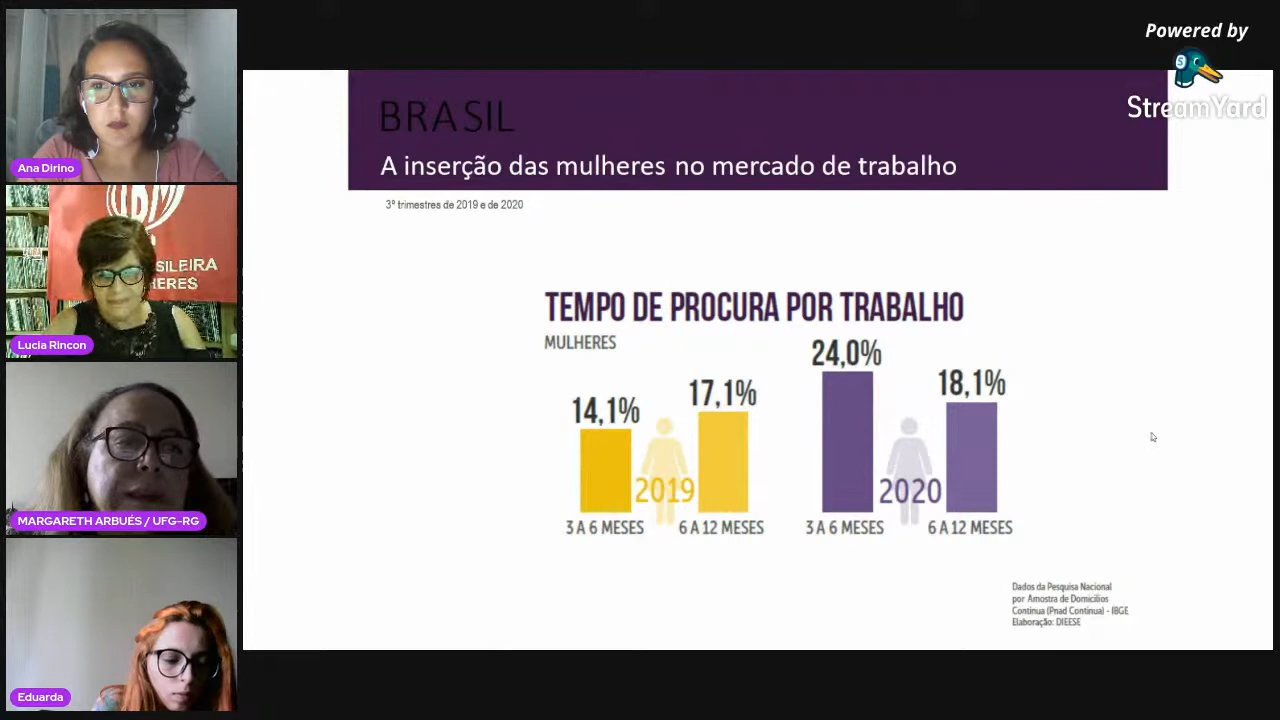 Powered by
StreamYard
Ana Dirino
UBM
SILEIRA
ERES
Lucia Rincon
MARGARETH ARBUÉS / UFG-RG
Eduarda
BRASIL
A inserção das mulheres no mercado de trabalho
3º trimestres de 2019 e de 2020
TEMPO DE PROCURA POR TRABALHO
MULHERES
14,1%
17,1%
24,0%
18,1%
2019
2020
3 A 6 MESES
6 A 12 MESES
3 A 6 MESES
6 A 12 MESES
Dados da Pesquisa Nacional
por Amostra de Domicílios
Contínua (Pnad Contínua) - IBGE
Elaboração: DIEESE